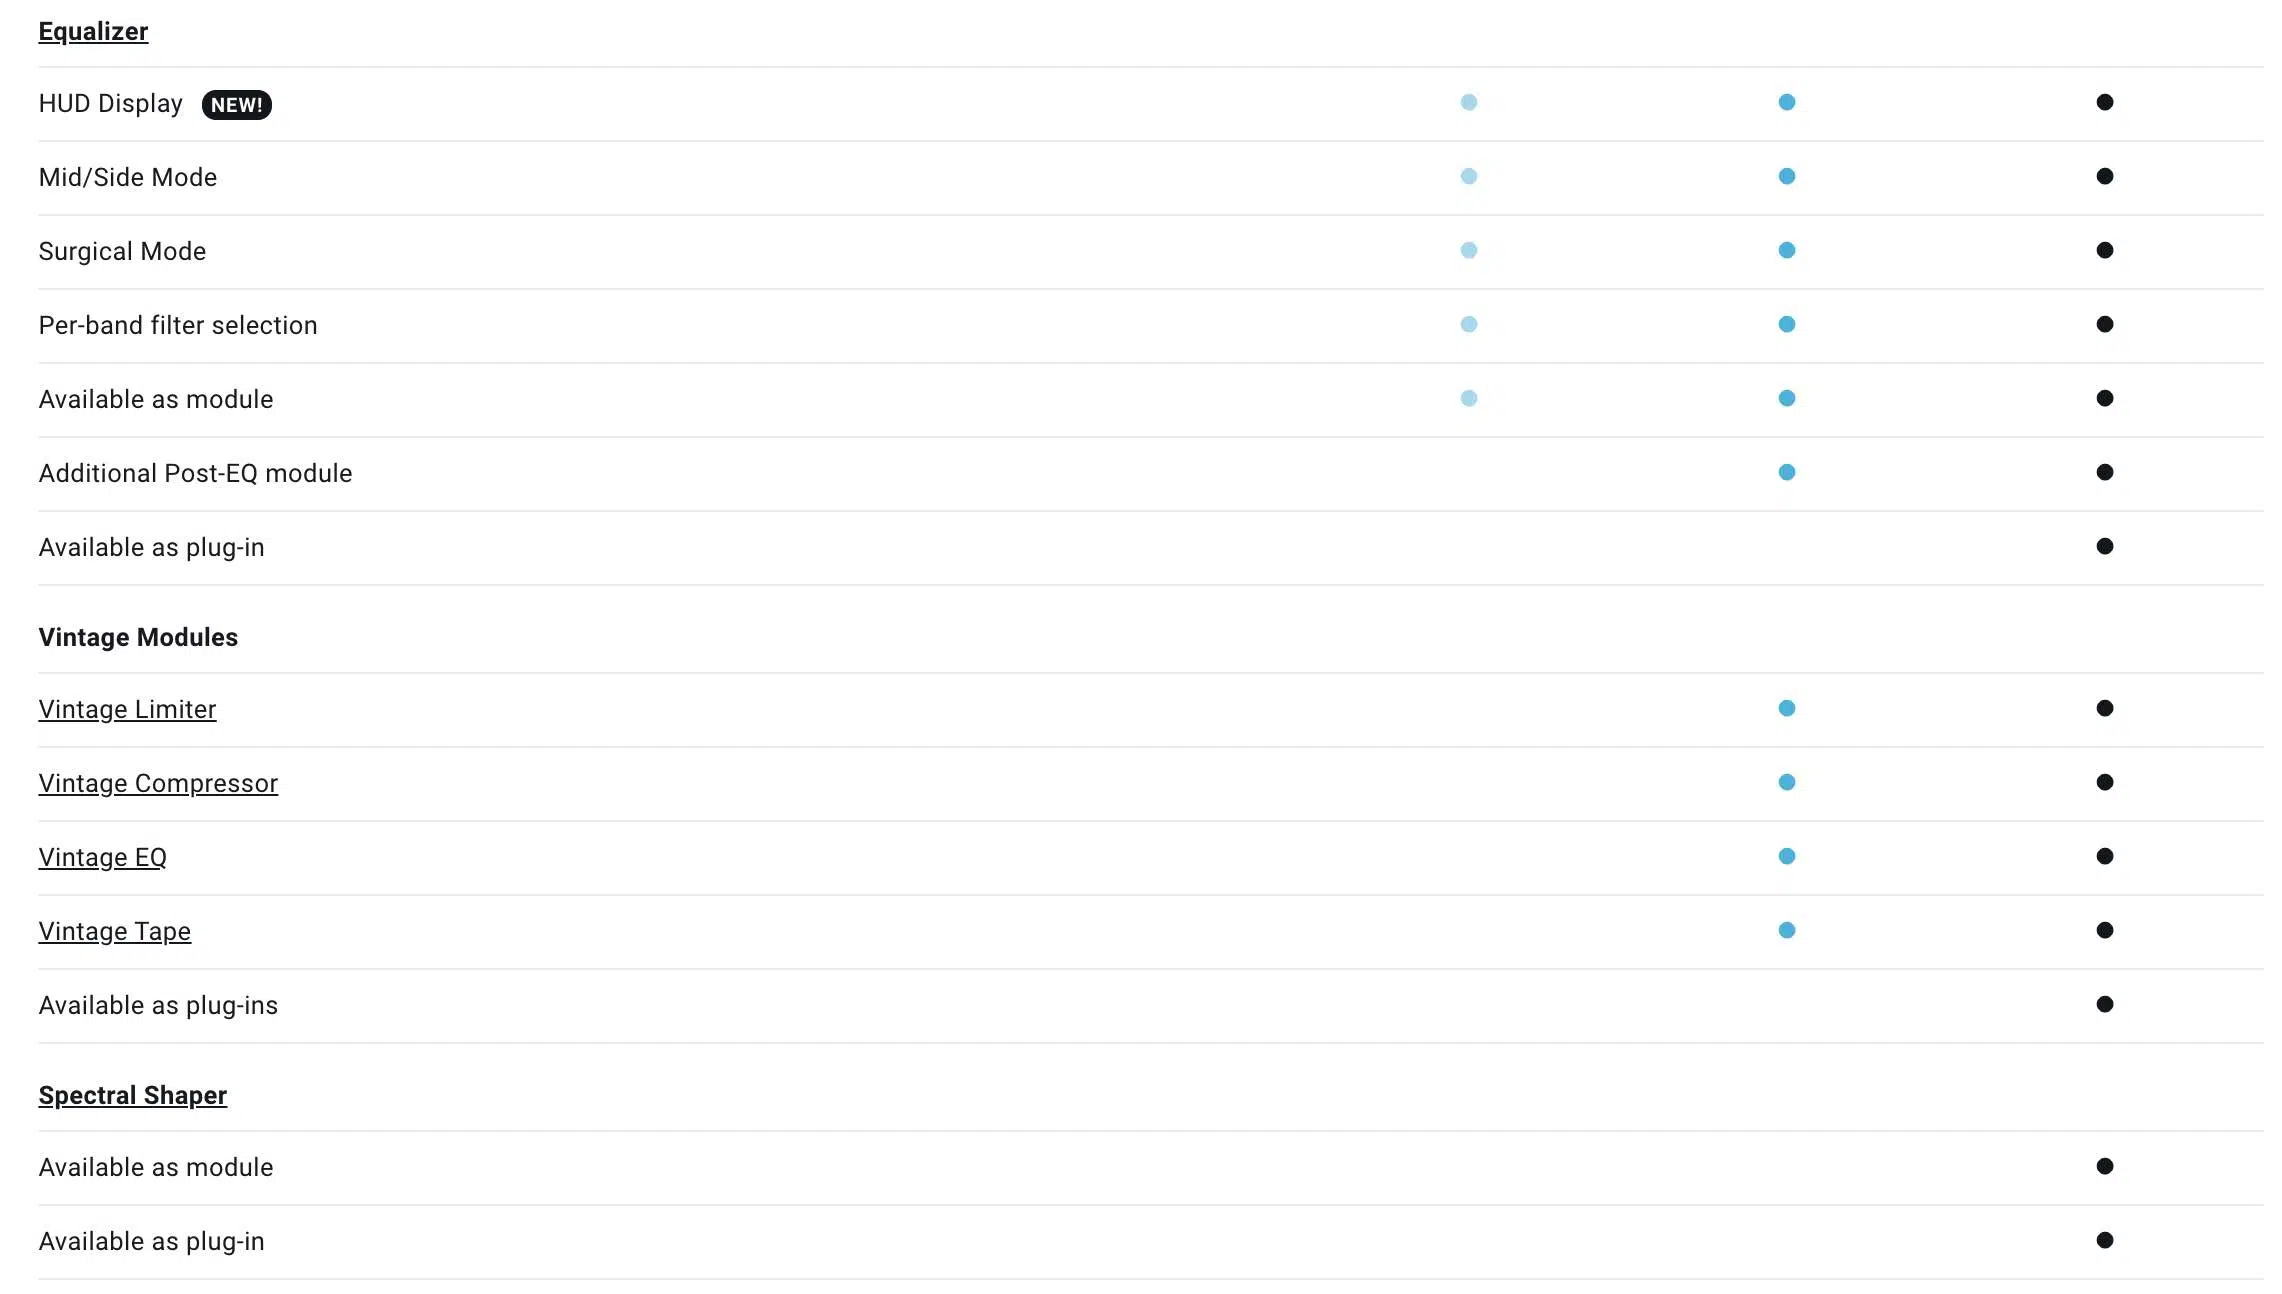 Equalizer
HUD Display NEW!
Mid/Side Mode
Surgical Mode
Per-band filter selection
Available as module
Additional Post-EQ module
Available as plug-in
Vintage Modules
Vintage Limiter
Vintage Compressor
Vintage EQ
Vintage Tape
Available as plug-ins
Spectral Shaper
Available as module
Available as plug-in